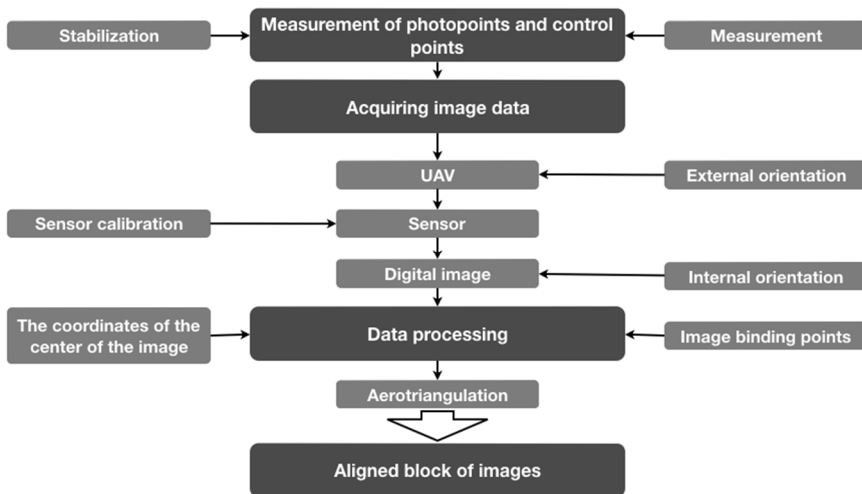 Measurement of photopoints and control
points
Stabilization
Measurement
Acquiring image data
UAV
External orientation
Sensor calibration
Sensor
Digital image
Internal orientation
The coordinates of the
center of the image
Data processing
Image binding points
Aerotriangulation
Aligned block of images